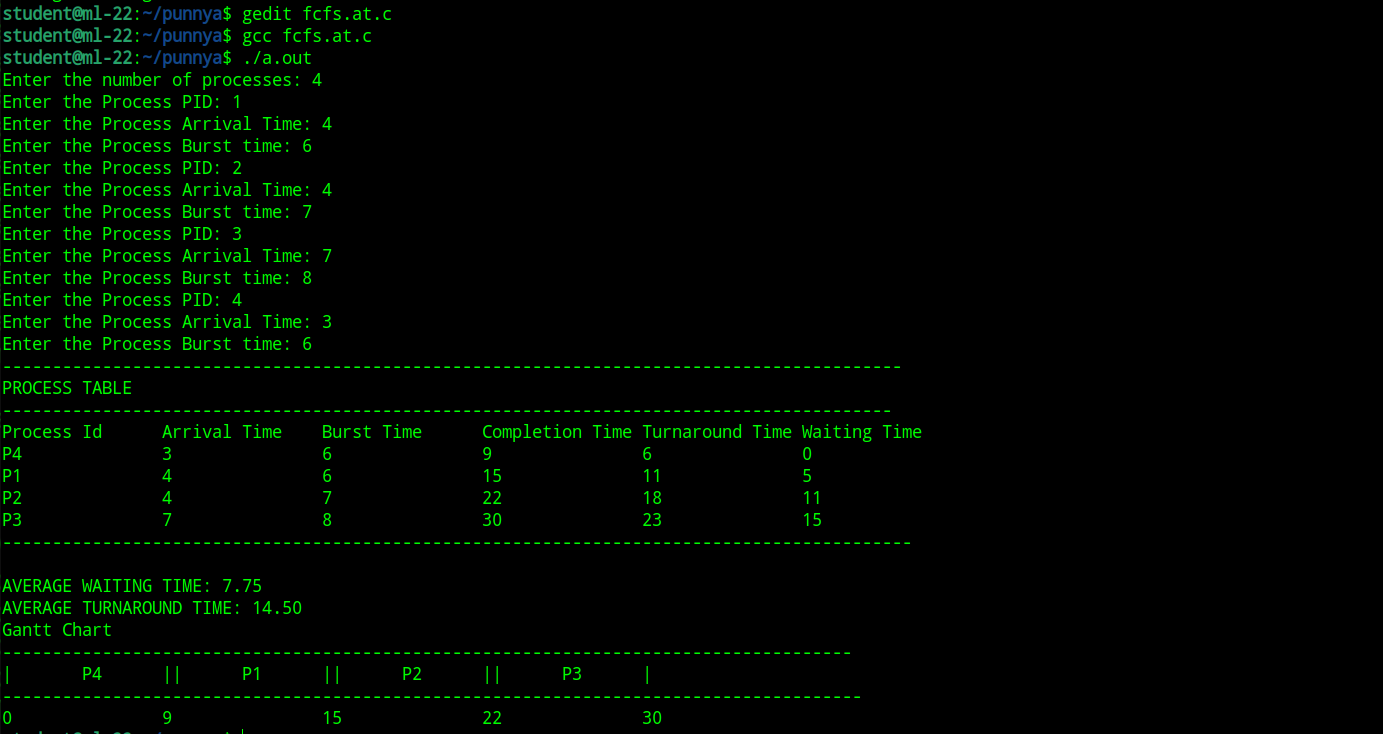 student@ml-22:~/punnya$ gedit fcfs.at.c
student@ml-22:~/punnya$ gcc fcfs.at.c
student@ml-22:~/punnya$ ./a.out
Enter the number of processes: 4
Enter the Process PID: 1
Enter the Process Arrival Time: 4
Enter the Process Burst time: 6
Enter the Process PID: 2
Enter the Process Arrival Time: 4
Enter the Process Burst time: 7
Enter the Process PID: 3
Enter the Process Arrival Time: 7
Enter the Process Burst time: 8
Enter the Process PID: 4
Enter the Process Arrival Time: 3
Enter the Process Burst time: 6
------------------------------------------------------------------------------------------
PROCESS TABLE
-----------------------------------------------------------------------------------------
Process Id      Arrival Time    Burst Time      Completion Time Turnaround Time Waiting Time
P4              3               6               9               6               0
P1              4               6               15              11              5
P2              4               7               22              18              11
P3              7               8               30              23              15
-------------------------------------------------------------------------------------------
AVERAGE WAITING TIME: 7.75
AVERAGE TURNAROUND TIME: 14.50
Gantt Chart
-------------------------------------------------------------------------------------
|       P4      ||      P1      ||      P2      ||      P3      |
--------------------------------------------------------------------------------------
0               9               15              22              30